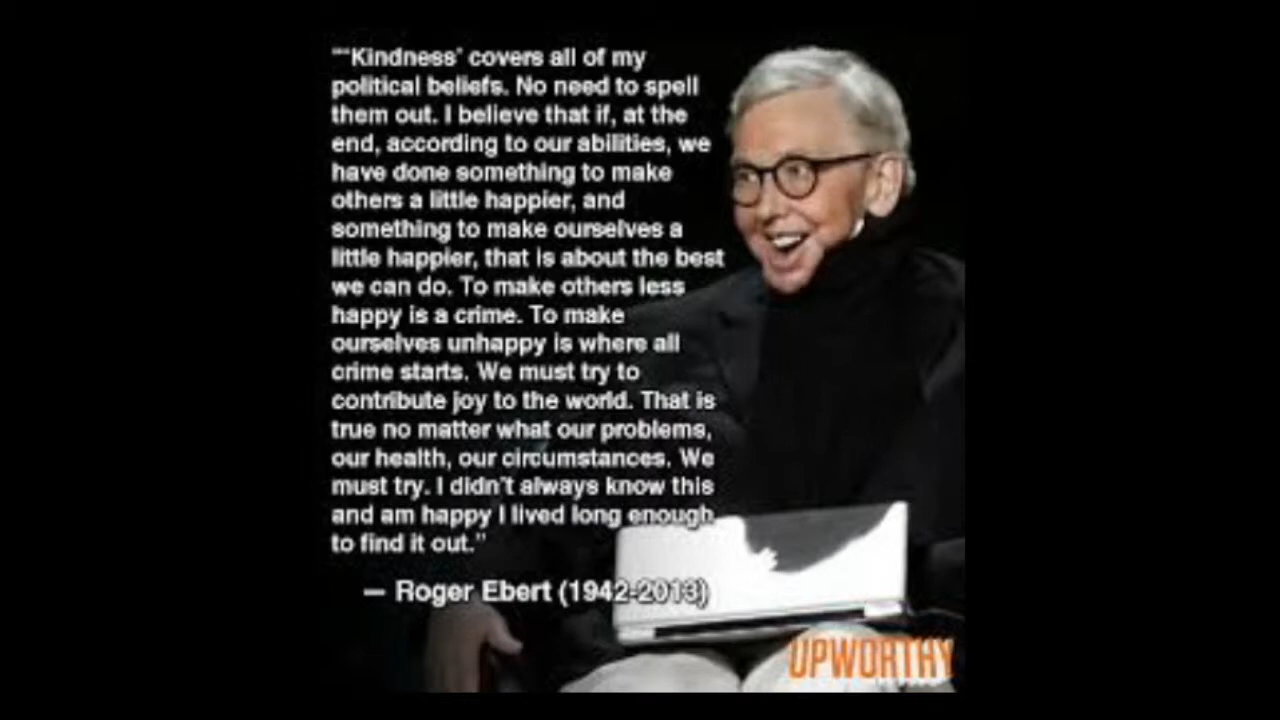 "'Kindness' covers all of my
political beliefs. No need to spell
them out. I believe that if, at the
end, according to our abilities, we
have done something to make
others a little happier, and
something to make ourselves a
little happier, that is about the best
we can do. To make others less
happy is a crime. To make
ourselves unhappy is where all
crime starts. We must try to
contribute joy to the world. That is
true no matter what our problems,
our health, our circumstances. We
must try. I didn't always know this
and am happy I lived long enough
to find it out."
— Roger Ebert (1942-2013)
UPWORTHY